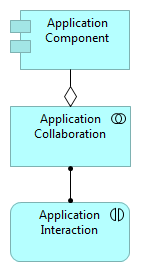 Application
Component
Application
Collaboration
Application
Interaction